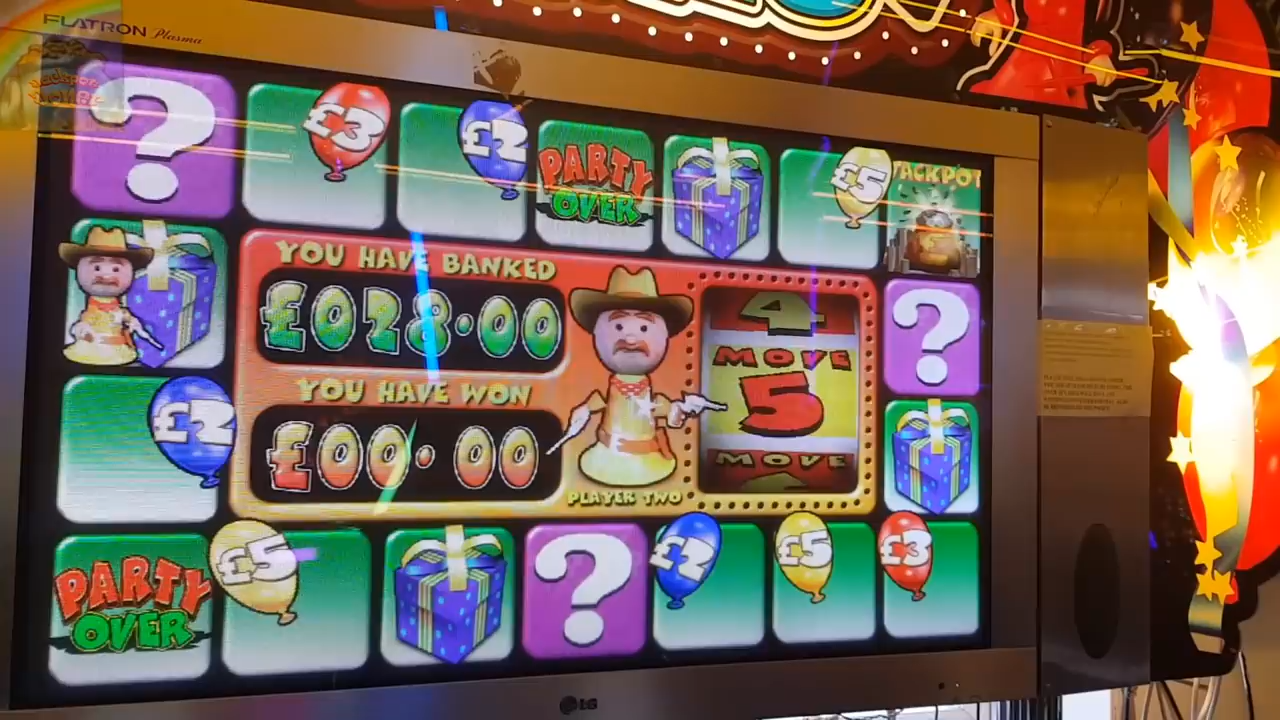 FLATRON Plasma
?
£3
£2
PARTY
OVER
£5
JACKPOT
YOU HAVE BANKED
£028.00
YOU HAVE WON
£00.00
PLAYER TWO
4
MOVE
5
MOVE
?
£2
PARTY
OVER
£5
?
£2
£5
£3
LG